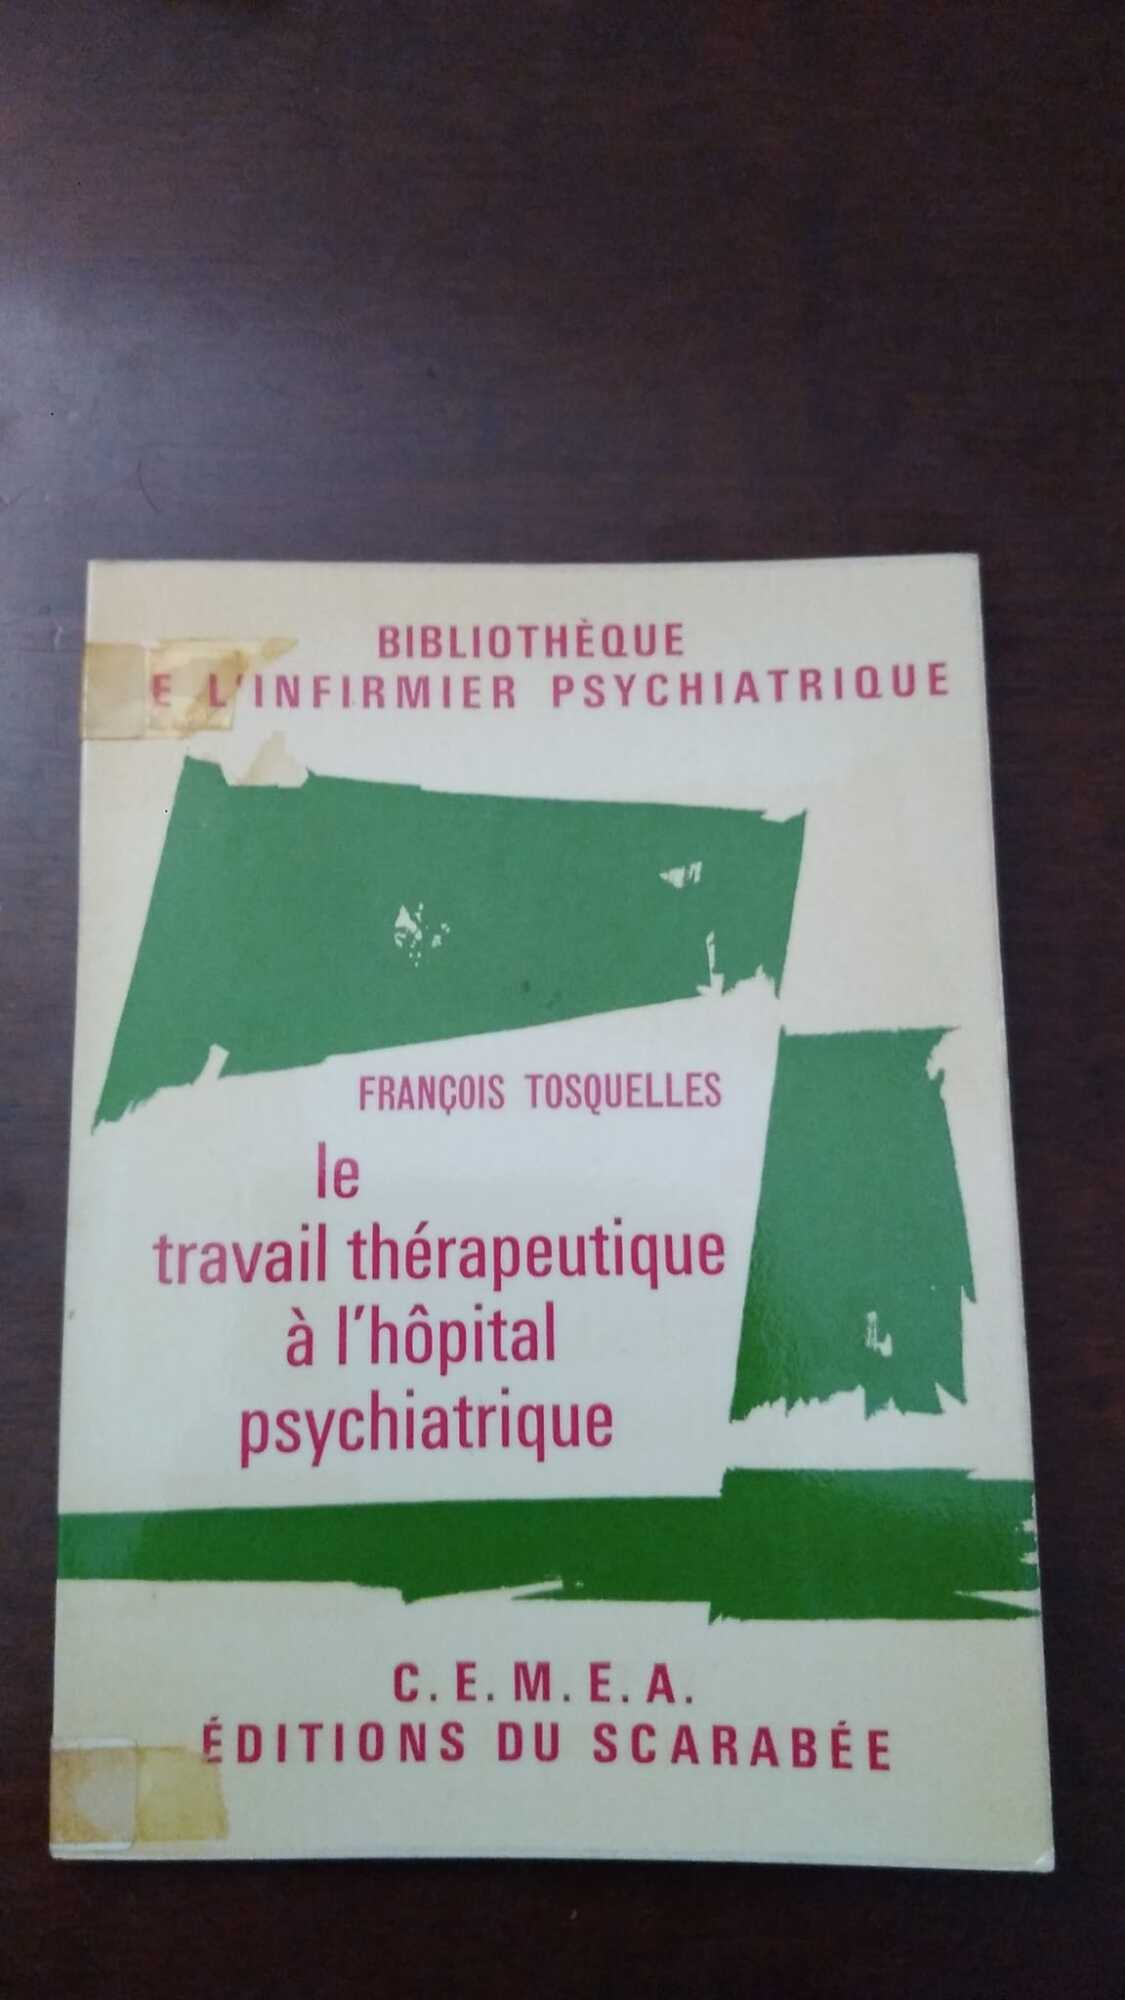 BIBLIOTHÈQUE
E L'INFIRMIER PSYCHIATRIQUE
FRANÇOIS TOSQUELLES
le
travail thérapeutique
à l'hôpital
psychiatrique
C.E.M.E.A.
ÉDITIONS DU SCARABÉE